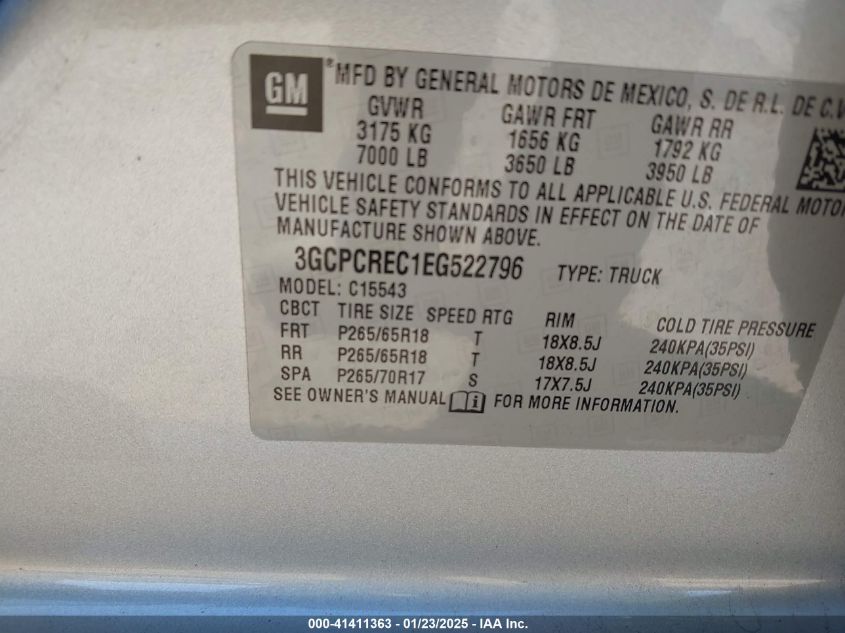 GM
® MFD BY GENERAL MOTORS DE MEXICO, S. DE R.L. DE C.V
GVWR GAWR FRT GAWR RR
3175 KG 1656 KG 1792 KG
7000 LB 3650 LB 3950 LB
THIS VEHICLE CONFORMS TO ALL APPLICABLE U.S. FEDERAL MOTOR
VEHICLE SAFETY STANDARDS IN EFFECT ON THE DATE OF
MANUFACTURE SHOWN ABOVE.
3GCPCREC1EG522796 TYPE: TRUCK
MODEL: C15543
CBCT TIRE SIZE SPEED RTG RIM COLD TIRE PRESSURE
FRT P265/65R18 T 18X8.5J 240KPA(35PSI)
RR P265/65R18 T 18X8.5J 240KPA(35PSI)
SPA P265/70R17 S 17X7.5J 240KPA(35PSI)
SEE OWNER'S MANUAL i FOR MORE INFORMATION.
000-41411363 - 01/23/2025 - IAA Inc.